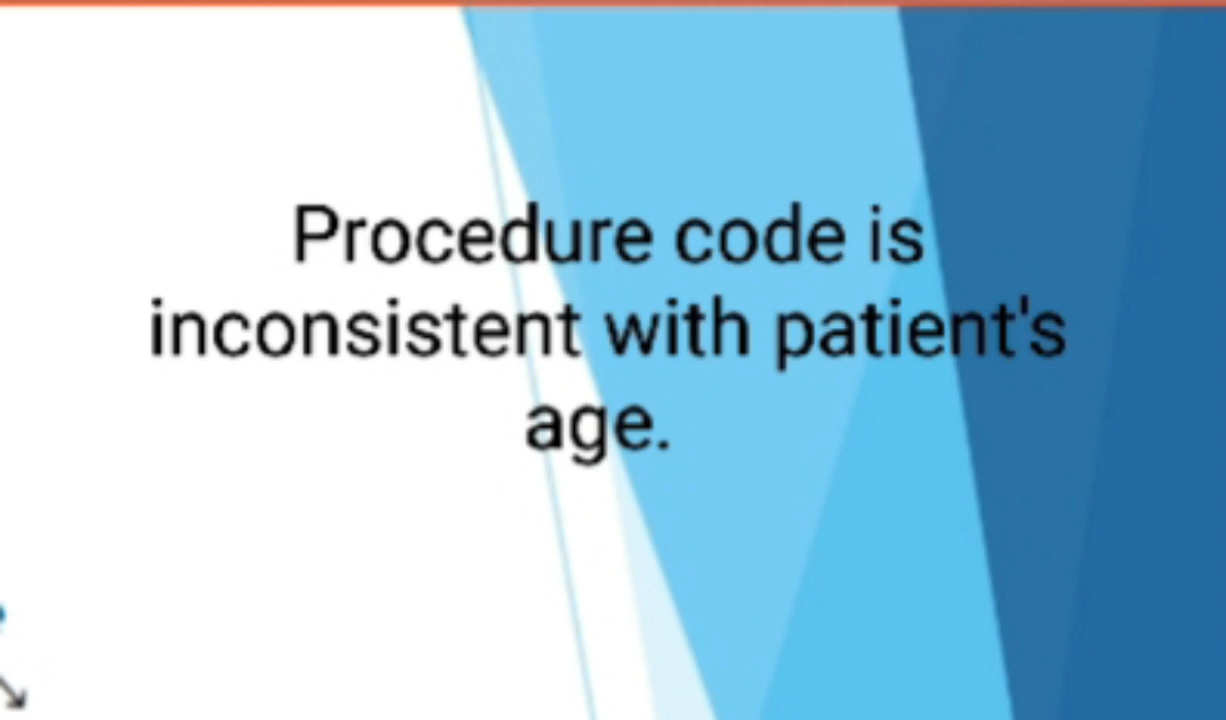 Procedure code is
inconsistent with patient's
age.